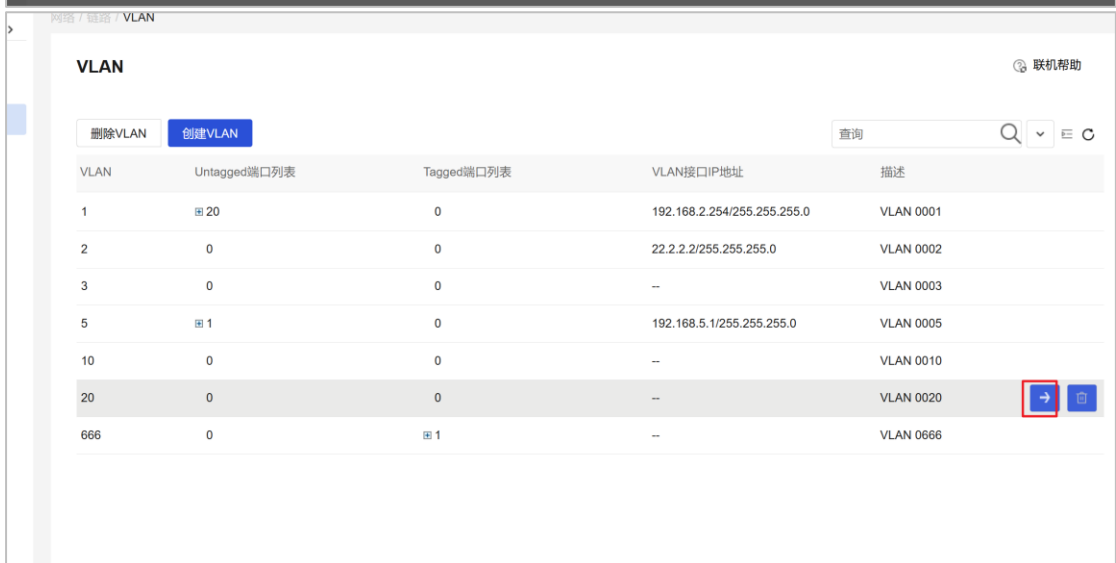 网络 / 链路 / VLAN
VLAN
联机帮助
删除VLAN 创建VLAN 查询
VLAN Untagged端口列表 Tagged端口列表 VLAN接口IP地址 描述
1 20 0 192.168.2.254/255.255.255.0 VLAN 0001
2 0 0 22.2.2.2/255.255.255.0 VLAN 0002
3 0 0 -- VLAN 0003
5 1 0 192.168.5.1/255.255.255.0 VLAN 0005
10 0 0 -- VLAN 0010
20 0 0 -- VLAN 0020
666 0 1 -- VLAN 0666